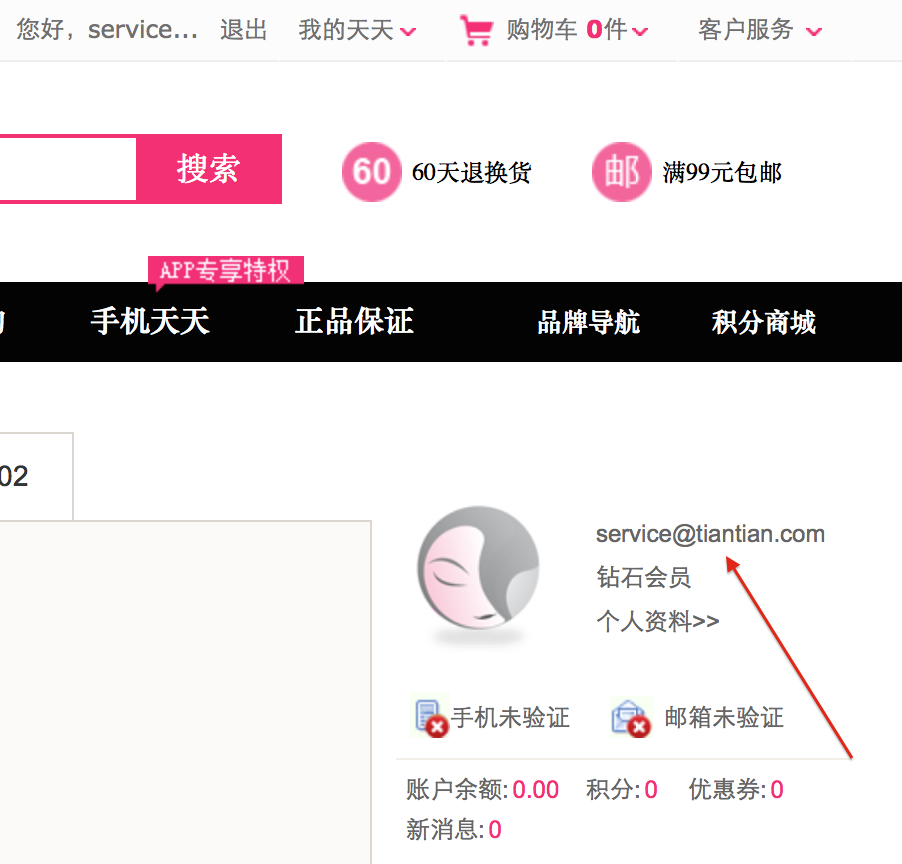 您好，service... 退出 我的天天 购物车 0件 客户服务
搜索 60 60天退换货 邮 满99元包邮
APP专享特权
手机天天 正品保证 品牌导航 积分商城
02
service@tiantian.com
钻石会员
个人资料>>
手机未验证 邮箱未验证
账户余额:0.00 积分:0 优惠券:0
新消息:0